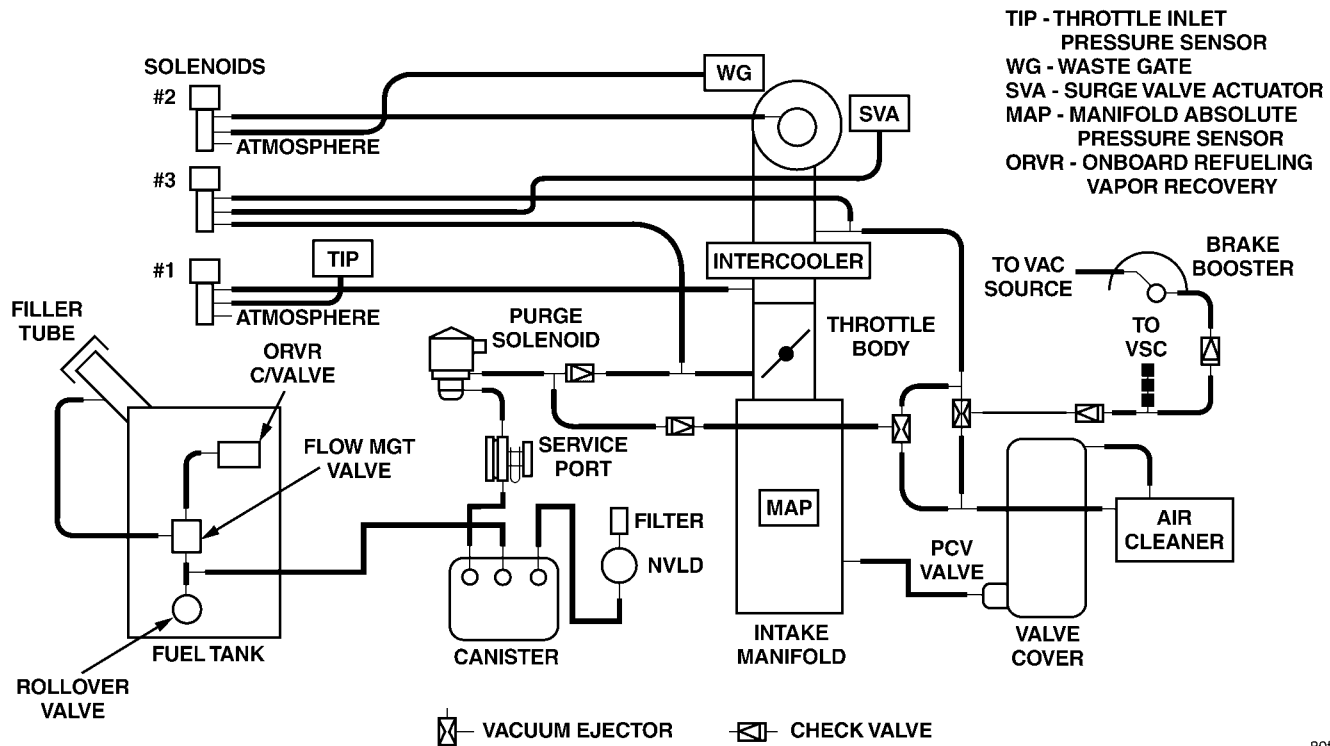 TIP - THROTTLE INLET
PRESSURE SENSOR
WG - WASTE GATE
SVA - SURGE VALVE ACTUATOR
MAP - MANIFOLD ABSOLUTE
PRESSURE SENSOR
ORVR - ONBOARD REFUELING
VAPOR RECOVERY
SOLENOIDS
#2
WG
SVA
ATMOSPHERE
#3
INTERCOOLER
#1
TIP
ATMOSPHERE
TO VAC
SOURCE
BRAKE
BOOSTER
TO
VSC
FILLER
TUBE
ORVR
C/VALVE
PURGE
SOLENOID
THROTTLE
BODY
FLOW MGT
VALVE
SERVICE
PORT
MAP
FILTER
NVLD
PCV
VALVE
AIR
CLEANER
FUEL TANK
CANISTER
INTAKE
MANIFOLD
VALVE
COVER
ROLLOVER
VALVE
VACUUM EJECTOR
CHECK VALVE